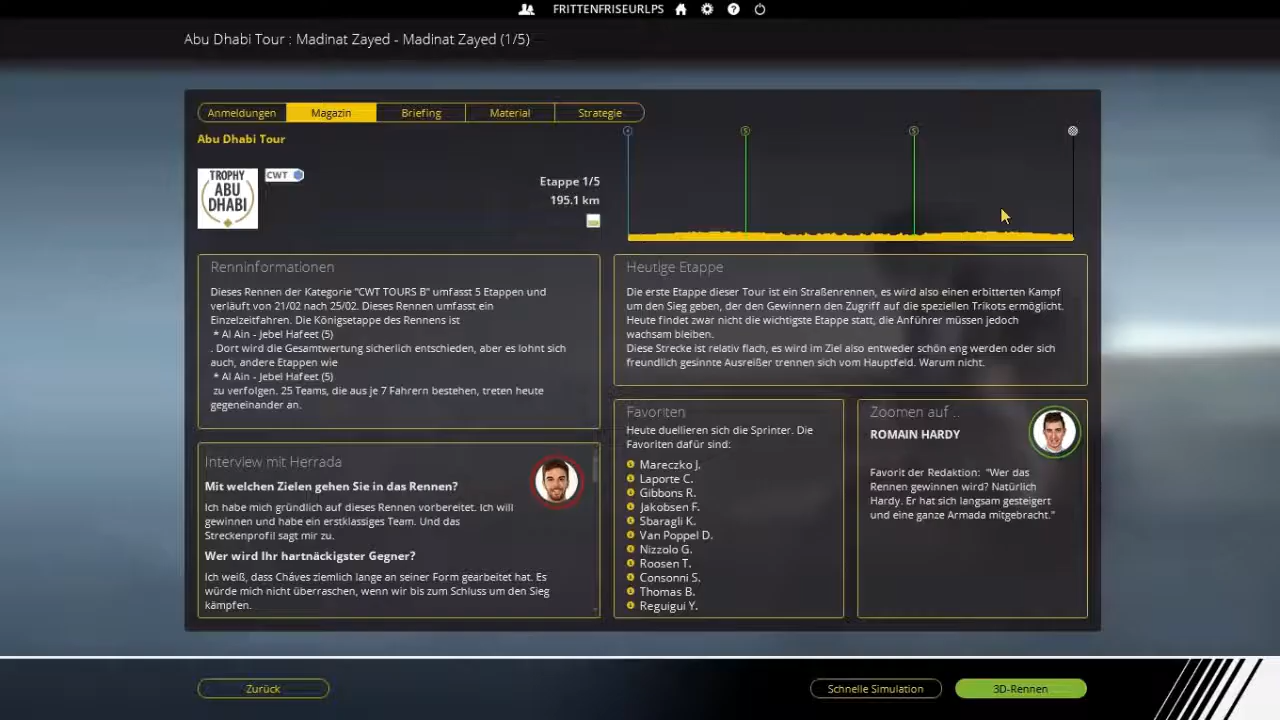 FRITTENFRISEURLPS
Abu Dhabi Tour : Madinat Zayed - Madinat Zayed (1/5)
Anmeldungen
Magazin
Briefing
Material
Strategie
Abu Dhabi Tour
TROPHY
ABU
DHABI
CWT
Etappe 1/5
195.1 km
S
S
Renninformationen
Dieses Rennen der Kategorie "CWT TOURS B" umfasst 5 Etappen und
verläuft von 21/02 nach 25/02. Dieses Rennen umfasst ein
Einzelzeitfahren. Die Königsetappe des Rennens ist
* Al Ain - Jebel Hafeet (5)
. Dort wird die Gesamtwertung sicherlich entschieden, aber es lohnt sich
auch, andere Etappen wie
* Al Ain - Jebel Hafeet (5)
zu verfolgen. 25 Teams, die aus je 7 Fahrern bestehen, treten heute
gegeneinander an.
Heutige Etappe
Die erste Etappe dieser Tour ist ein Straßenrennen, es wird also einen erbitterten Kampf
um den Sieg geben, der den Gewinnern den Zugriff auf die speziellen Trikots ermöglicht.
Heute findet zwar nicht die wichtigste Etappe statt, die Anführer müssen jedoch
wachsam bleiben.
Diese Strecke ist relativ flach, es wird im Ziel also entweder schön eng werden oder sich
freundlich gesinnte Ausreißer trennen sich vom Hauptfeld. Warum nicht.
Interview mit Herrada
Mit welchen Zielen gehen Sie in das Rennen?
Ich habe mich gründlich auf dieses Rennen vorbereitet. Ich will
gewinnen und habe ein erstklassiges Team. Und das
Streckenprofil sagt mir zu.
Wer wird Ihr hartnäckigster Gegner?
Ich weiß, dass Cháves ziemlich lange an seiner Form gearbeitet hat. Es
würde mich nicht überraschen, wenn wir bis zum Schluss um den Sieg
kämpfen.
Favoriten
Heute duellieren sich die Sprinter. Die
Favoriten dafür sind:
Mareczko J.
Laporte C.
Gibbons R.
Jakobsen F.
Sbaragli K.
Van Poppel D.
Nizzolo G.
Roosen T.
Consonni S.
Thomas B.
Reguigui Y.
Zoomen auf ..
ROMAIN HARDY
Favorit der Redaktion: "Wer das
Rennen gewinnen wird? Natürlich
Hardy. Er hat sich langsam gesteigert
und eine ganze Armada mitgebracht."
Zurück
Schnelle Simulation
3D-Rennen